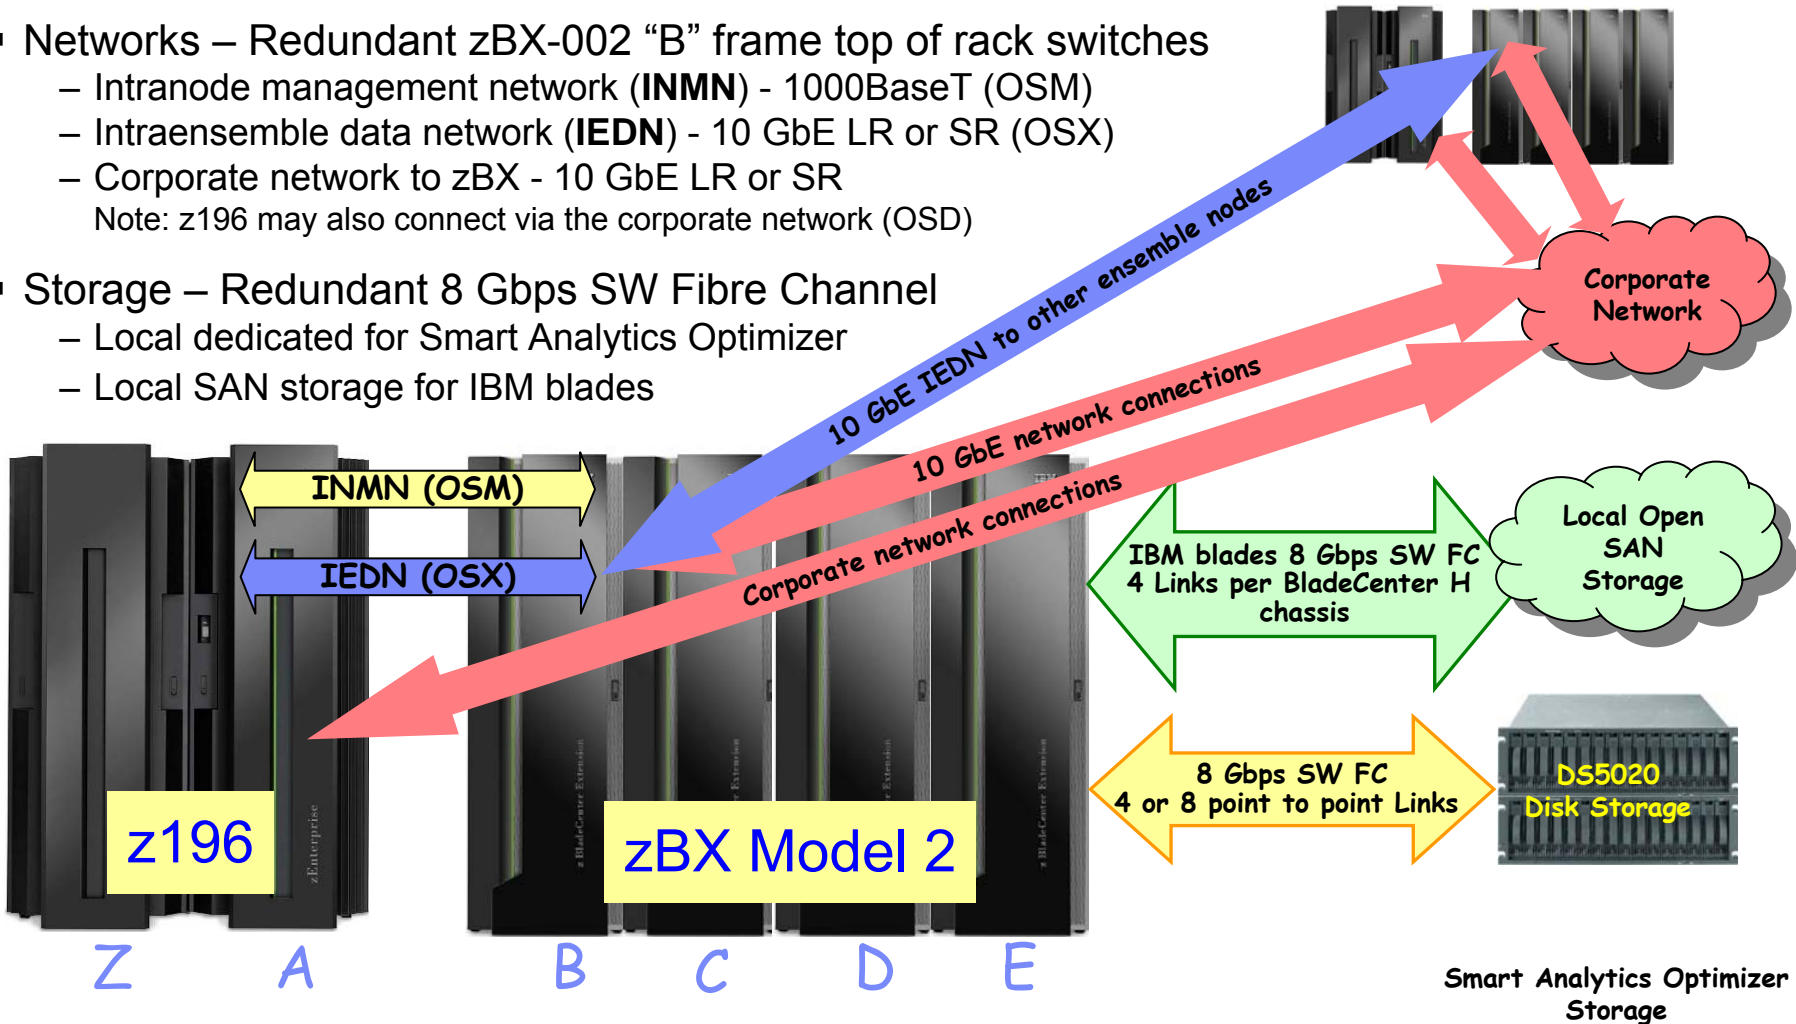 ▪ Networks – Redundant zBX-002 “B” frame top of rack switches
– Intranode management network (INMN) - 1000BaseT (OSM)
– Intraensemble data network (IEDN) - 10 GbE LR or SR (OSX)
– Corporate network to zBX - 10 GbE LR or SR
Note: z196 may also connect via the corporate network (OSD)
▪ Storage – Redundant 8 Gbps SW Fibre Channel
– Local dedicated for Smart Analytics Optimizer
– Local SAN storage for IBM blades
10 GbE IEDN to other ensemble nodes
10 GbE network connections
Corporate network connections
Corporate
Network
INMN (OSM)
IEDN (OSX)
IBM
Local Open
SAN
Storage
IBM blades 8 Gbps SW FC
4 Links per BladeCenter H
chassis
8 Gbps SW FC
4 or 8 point to point Links
DS5020
Disk Storage
z196
zEnterprise
zBX Model 2
z BladeCenter Extension
z BladeCenter Extension
Z
A
B
C
D
E
Smart Analytics Optimizer
Storage